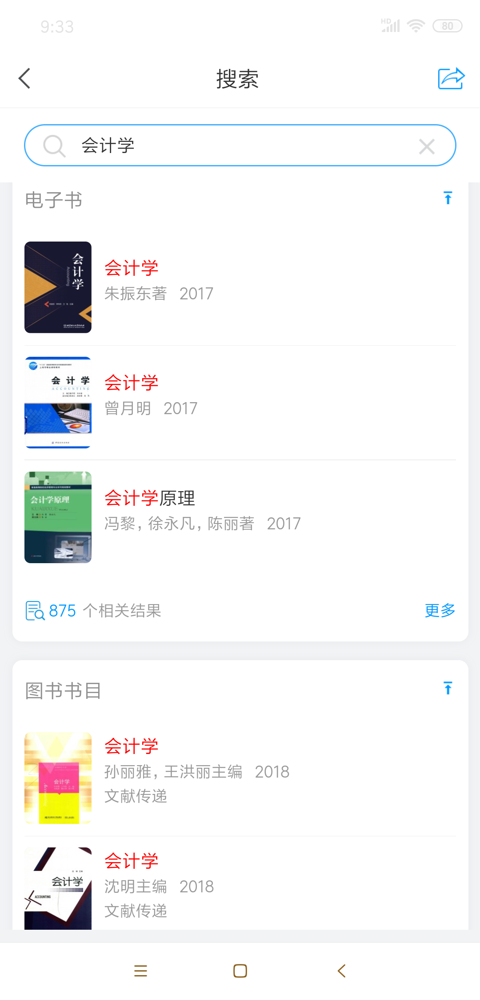 9:33
HD
80
搜索
会计学
电子书
会计学
Accounting
会计学
朱振东著 2017
会计学
ACCOUNTING
会计学
曾月明 2017
会计学原理
KUAIJIXUE
会计学原理
冯黎, 徐永凡, 陈丽著 2017
875 个相关结果
更多
图书书目
会计学
会计学
孙丽雅, 王洪丽主编 2018
文献传递
会计学
ACCOUNTING
会计学
沈明主编 2018
文献传递